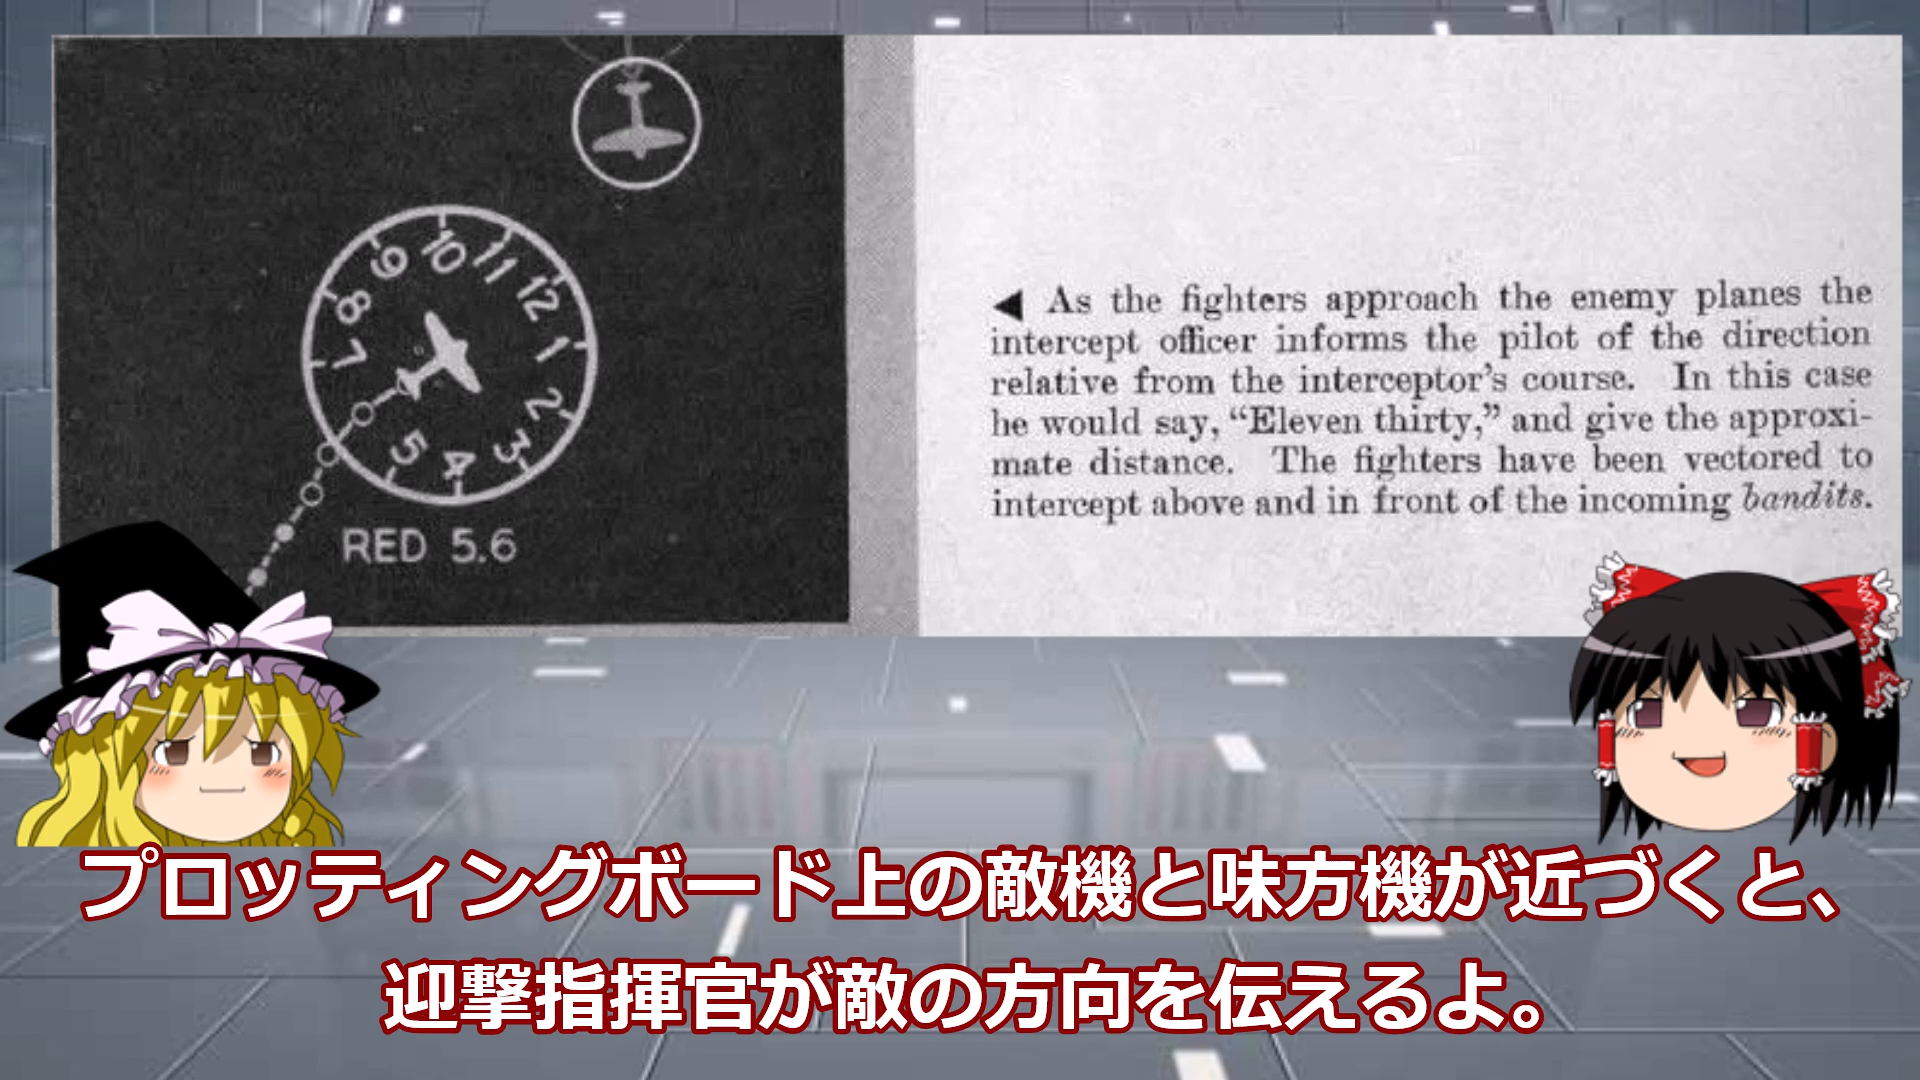 10
11
9
12
8
1
7
2
5
4
3
RED 5.6
◀ As the fighters approach the enemy planes the
intercept officer informs the pilot of the direction
relative from the interceptor's course. In this case
he would say, “Eleven thirty,” and give the approxi-
mate distance. The fighters have been vectored to
intercept above and in front of the incoming bandits.
プロッティングボード上の敵機と味方機が近づくと、
迎撃指揮官が敵の方向を伝えるよ。